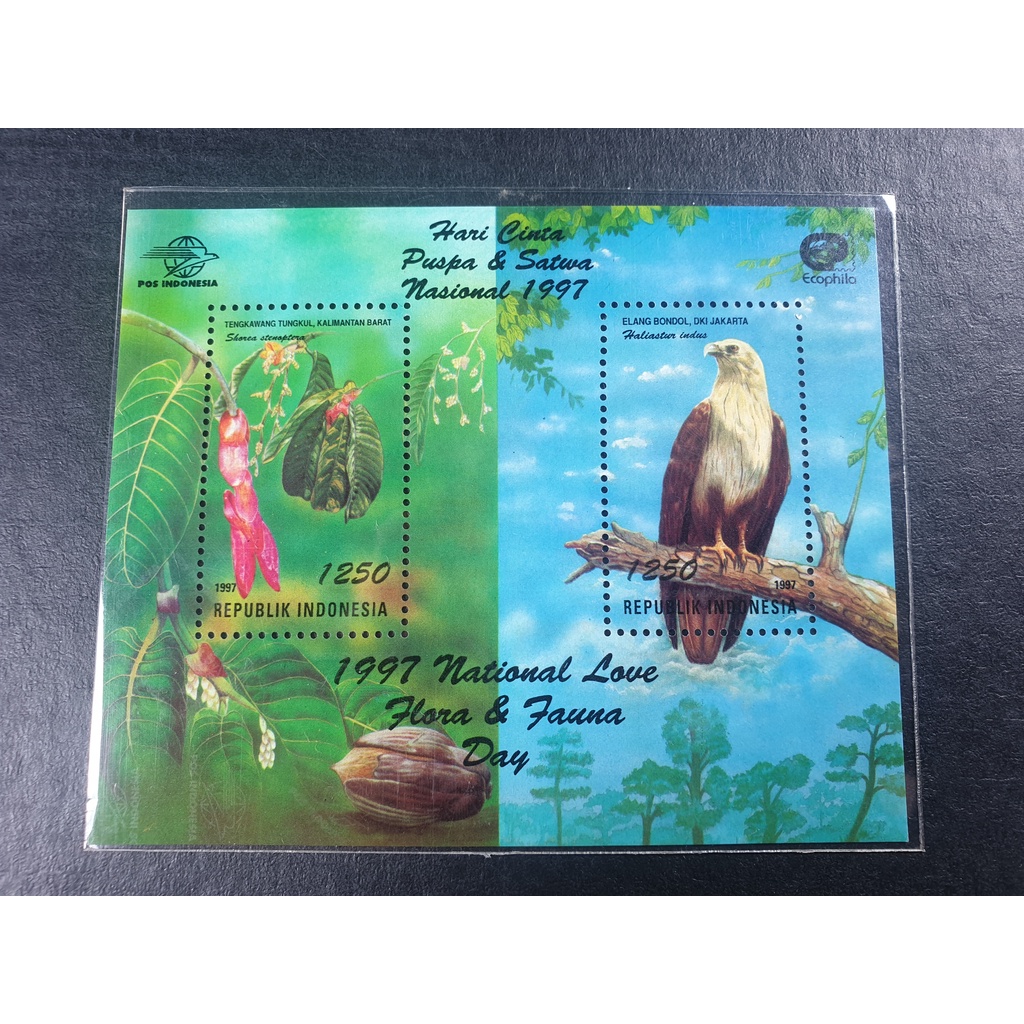 Hari Cinta
Puspa & Satwa
Nasional 1997
POS INDONESIA
Ecophila
TENGKAWANG TUNGKUL, KALIMANTAN BARAT
Shorea stenoptera
1997
1250
REPUBLIK INDONESIA
ELANG BONDOL, DKI JAKARTA
Haliastur indus
1250
1997
REPUBLIK INDONESIA
1997 National Love
Flora & Fauna
Day